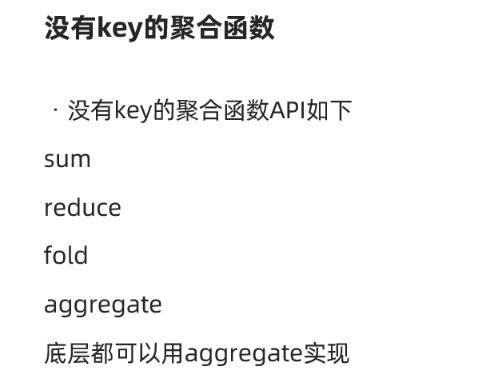 没有key的聚合函数
· 没有key的聚合函数API如下
sum
reduce
fold
aggregate
底层都可以用aggregate实现